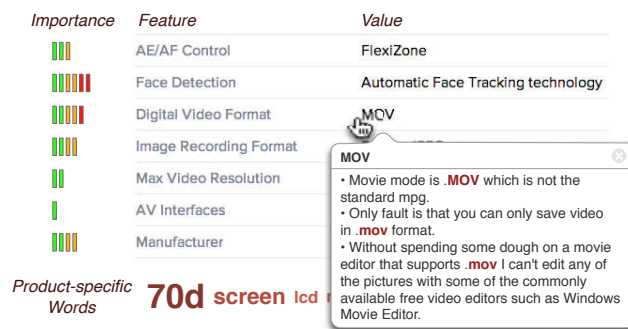 Importance Feature Value
AE/AF Control FlexiZone
Face Detection Automatic Face Tracking technology
Digital Video Format MOV
Image Recording Format
Max Video Resolution
AV Interfaces
Manufacturer
MOV
• Movie mode is .MOV which is not the
standard mpg.
• Only fault is that you can only save video
in .mov format.
• Without spending some dough on a movie
editor that supports .mov I can't edit any of
the pictures with some of the commonly
available free video editors such as Windows
Movie Editor.
Product-specific
Words
70d screen lcd